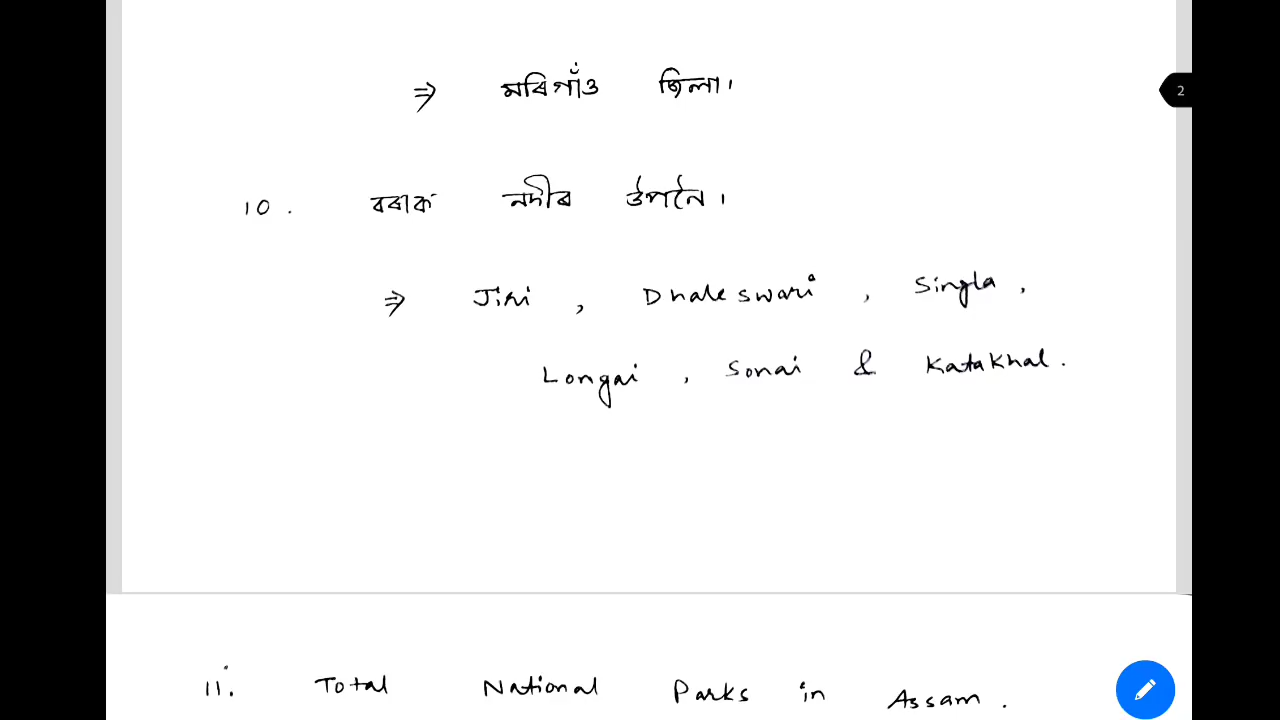 ⇒ মৰিগাঁও জিলা।
2
10. বৰাক নদীৰ উপনৈ।
⇒ Jiri, Dhaleswari, Singla,
Longai, Sonai & Katakhal.
11. Total National Parks in Assam.